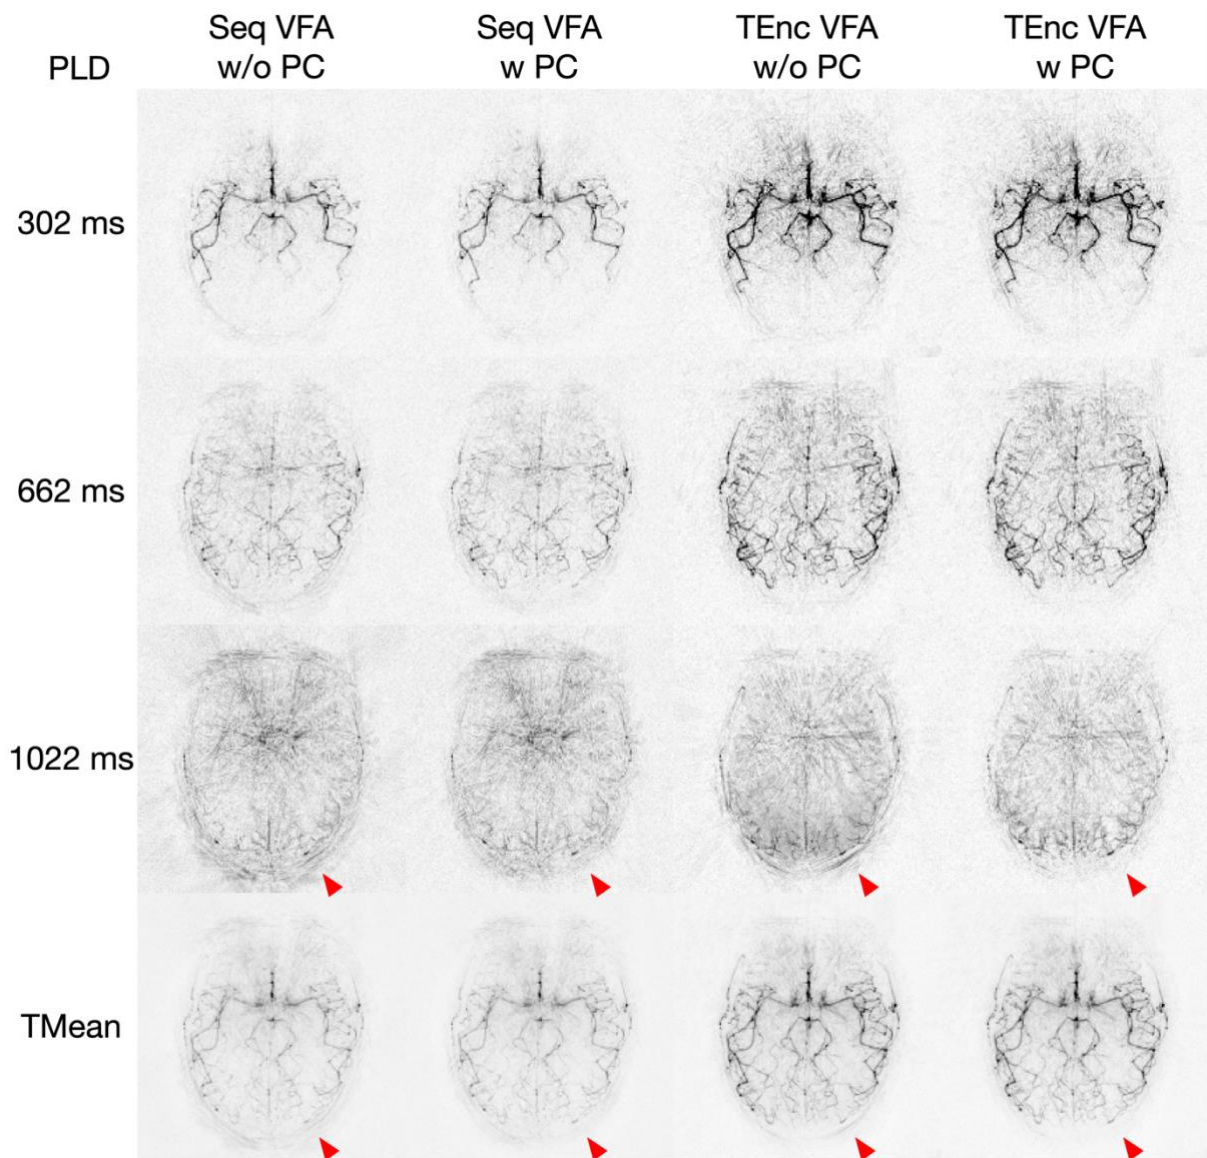 PLD
Seq VFA
w/o PC
Seq VFA
w PC
TEnc VFA
w/o PC
TEnc VFA
w PC
302 ms
662 ms
1022 ms
TMean